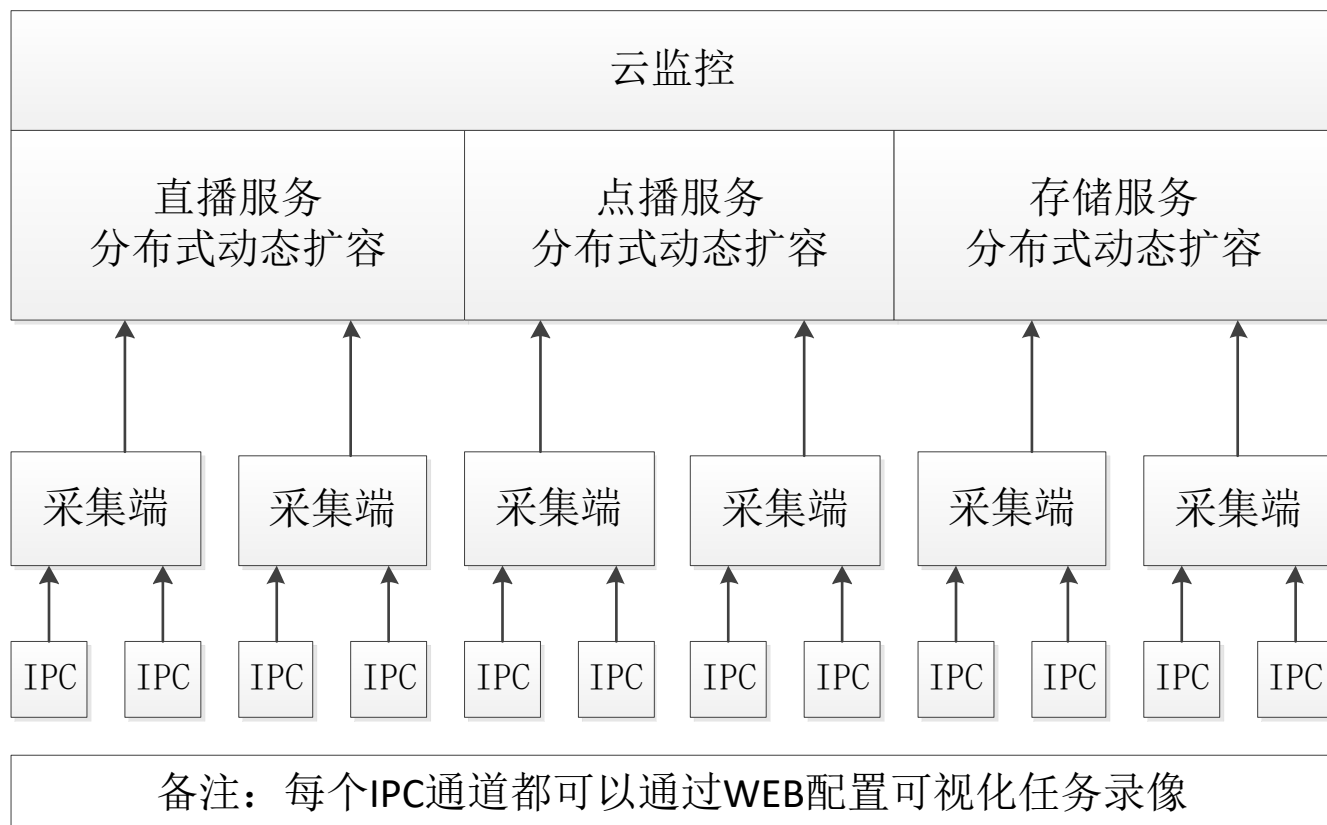 云监控
直播服务
分布式动态扩容
点播服务
分布式动态扩容
存储服务
分布式动态扩容
采集端
采集端
采集端
采集端
采集端
采集端
IPC
IPC
IPC
IPC
IPC
IPC
IPC
IPC
IPC
IPC
IPC
IPC
备注：每个IPC通道都可以通过WEB配置可视化任务录像